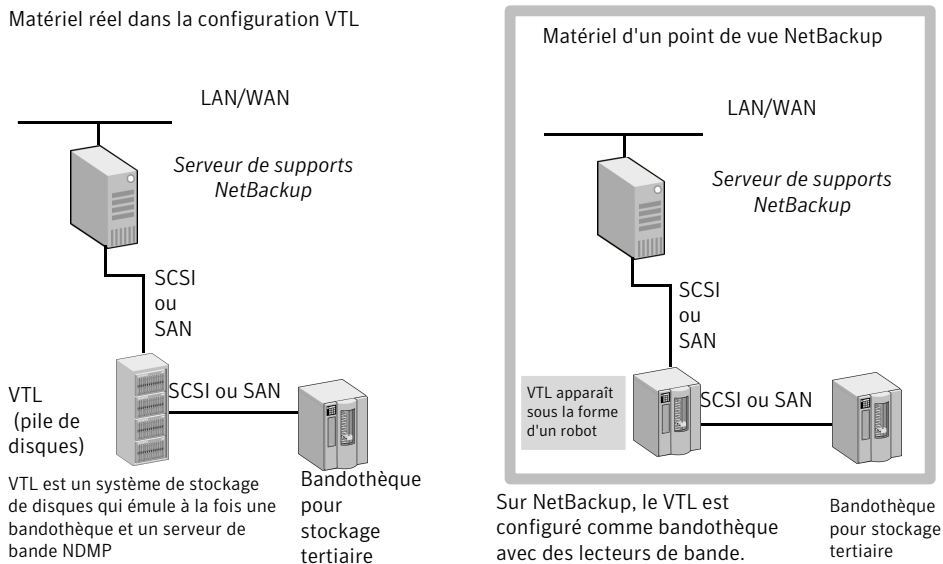 Matériel réel dans la configuration VTL
LAN/WAN
Serveur de supports
NetBackup
SCSI
ou
SAN
VTL
(pile de
disques)
SCSI ou SAN
VTL est un système de stockage
de disques qui émule à la fois une
bandothèque et un serveur de
bande NDMP
Bandothèque
pour
stockage
tertiaire
Matériel d'un point de vue NetBackup
LAN/WAN
Serveur de supports
NetBackup
SCSI
ou
SAN
VTL apparaît
sous la forme
d'un robot
SCSI ou SAN
Sur NetBackup, le VTL est
configuré comme bandothèque
avec des lecteurs de bande.
Bandothèque
pour stockage
tertiaire